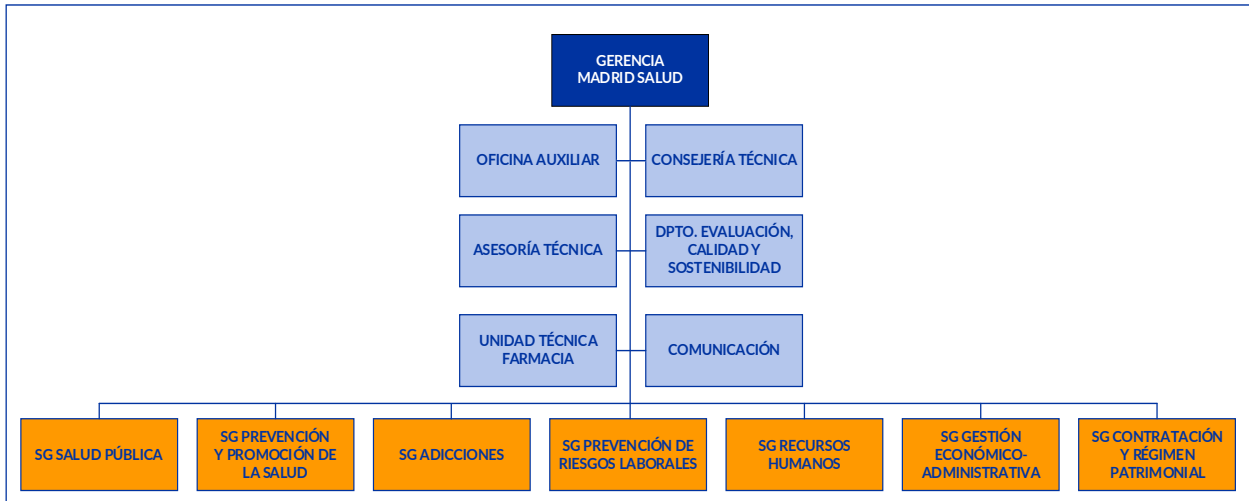 GERENCIA
MADRID SALUD
OFICINA AUXILIAR
CONSEJERÍA TÉCNICA
ASESORÍA TÉCNICA
DPTO. EVALUACIÓN,
CALIDAD Y
SOSTENIBILIDAD
UNIDAD TÉCNICA
FARMACIA
COMUNICACIÓN
SG SALUD PÚBLICA
SG PREVENCIÓN
Y PROMOCIÓN DE
LA SALUD
SG ADICCIONES
SG PREVENCIÓN DE
RIESGOS LABORALES
SG RECURSOS
HUMANOS
SG GESTIÓN
ECONÓMICO-
ADMINISTRATIVA
SG CONTRATACIÓN
Y RÉGIMEN
PATRIMONIAL